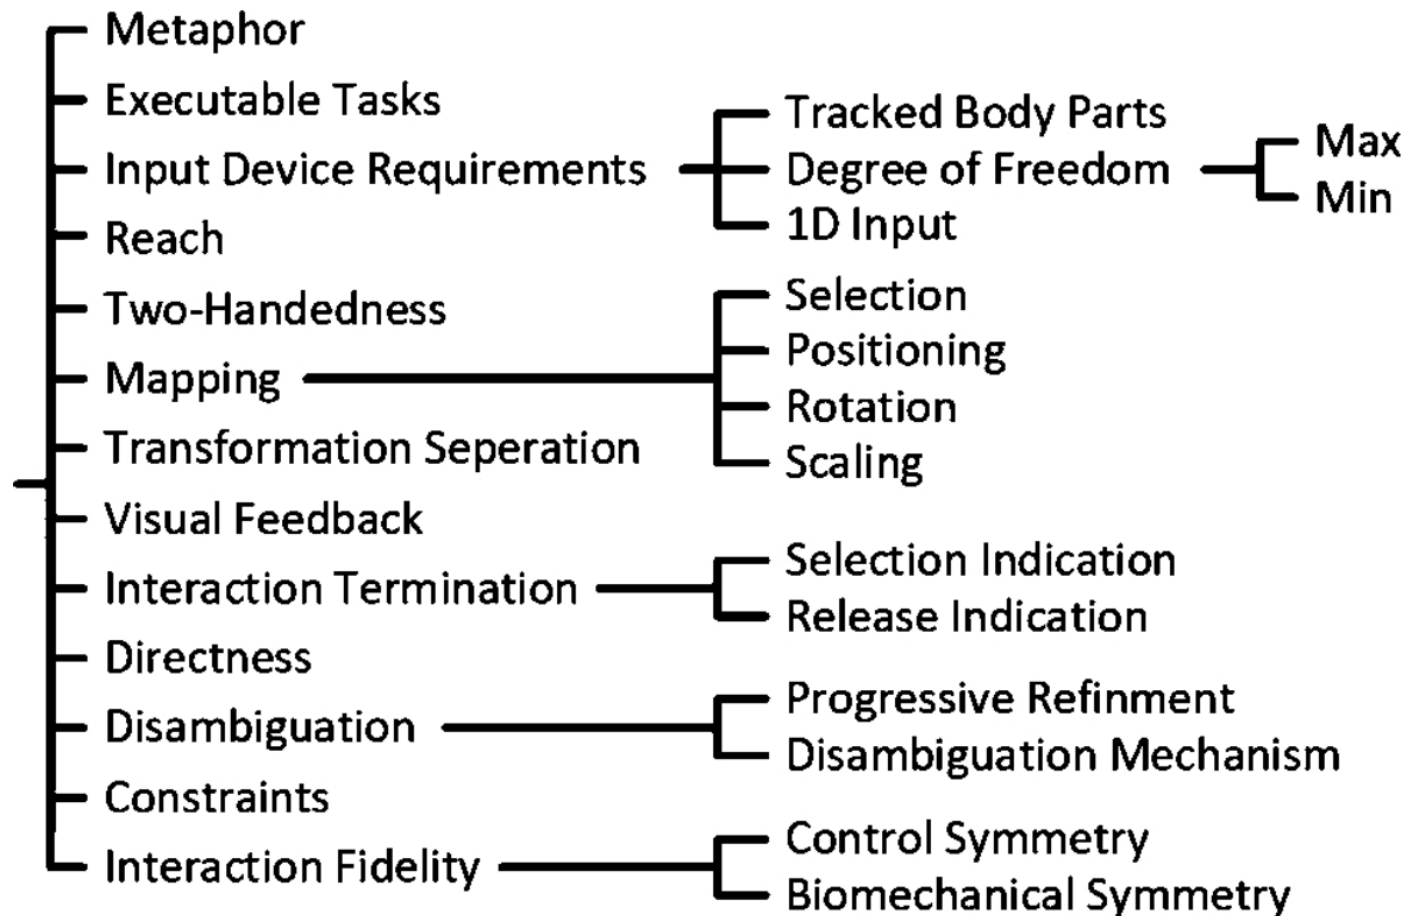 Metaphor
Executable Tasks
Input Device Requirements
Reach
Two-Handedness
Mapping
Transformation Seperation
Visual Feedback
Interaction Termination
Directness
Disambiguation
Constraints
Interaction Fidelity
Tracked Body Parts
Degree of Freedom
1D Input
Selection
Positioning
Rotation
Scaling
Selection Indication
Release Indication
Progressive Refinment
Disambiguation Mechanism
Control Symmetry
Biomechanical Symmetry
Max
Min